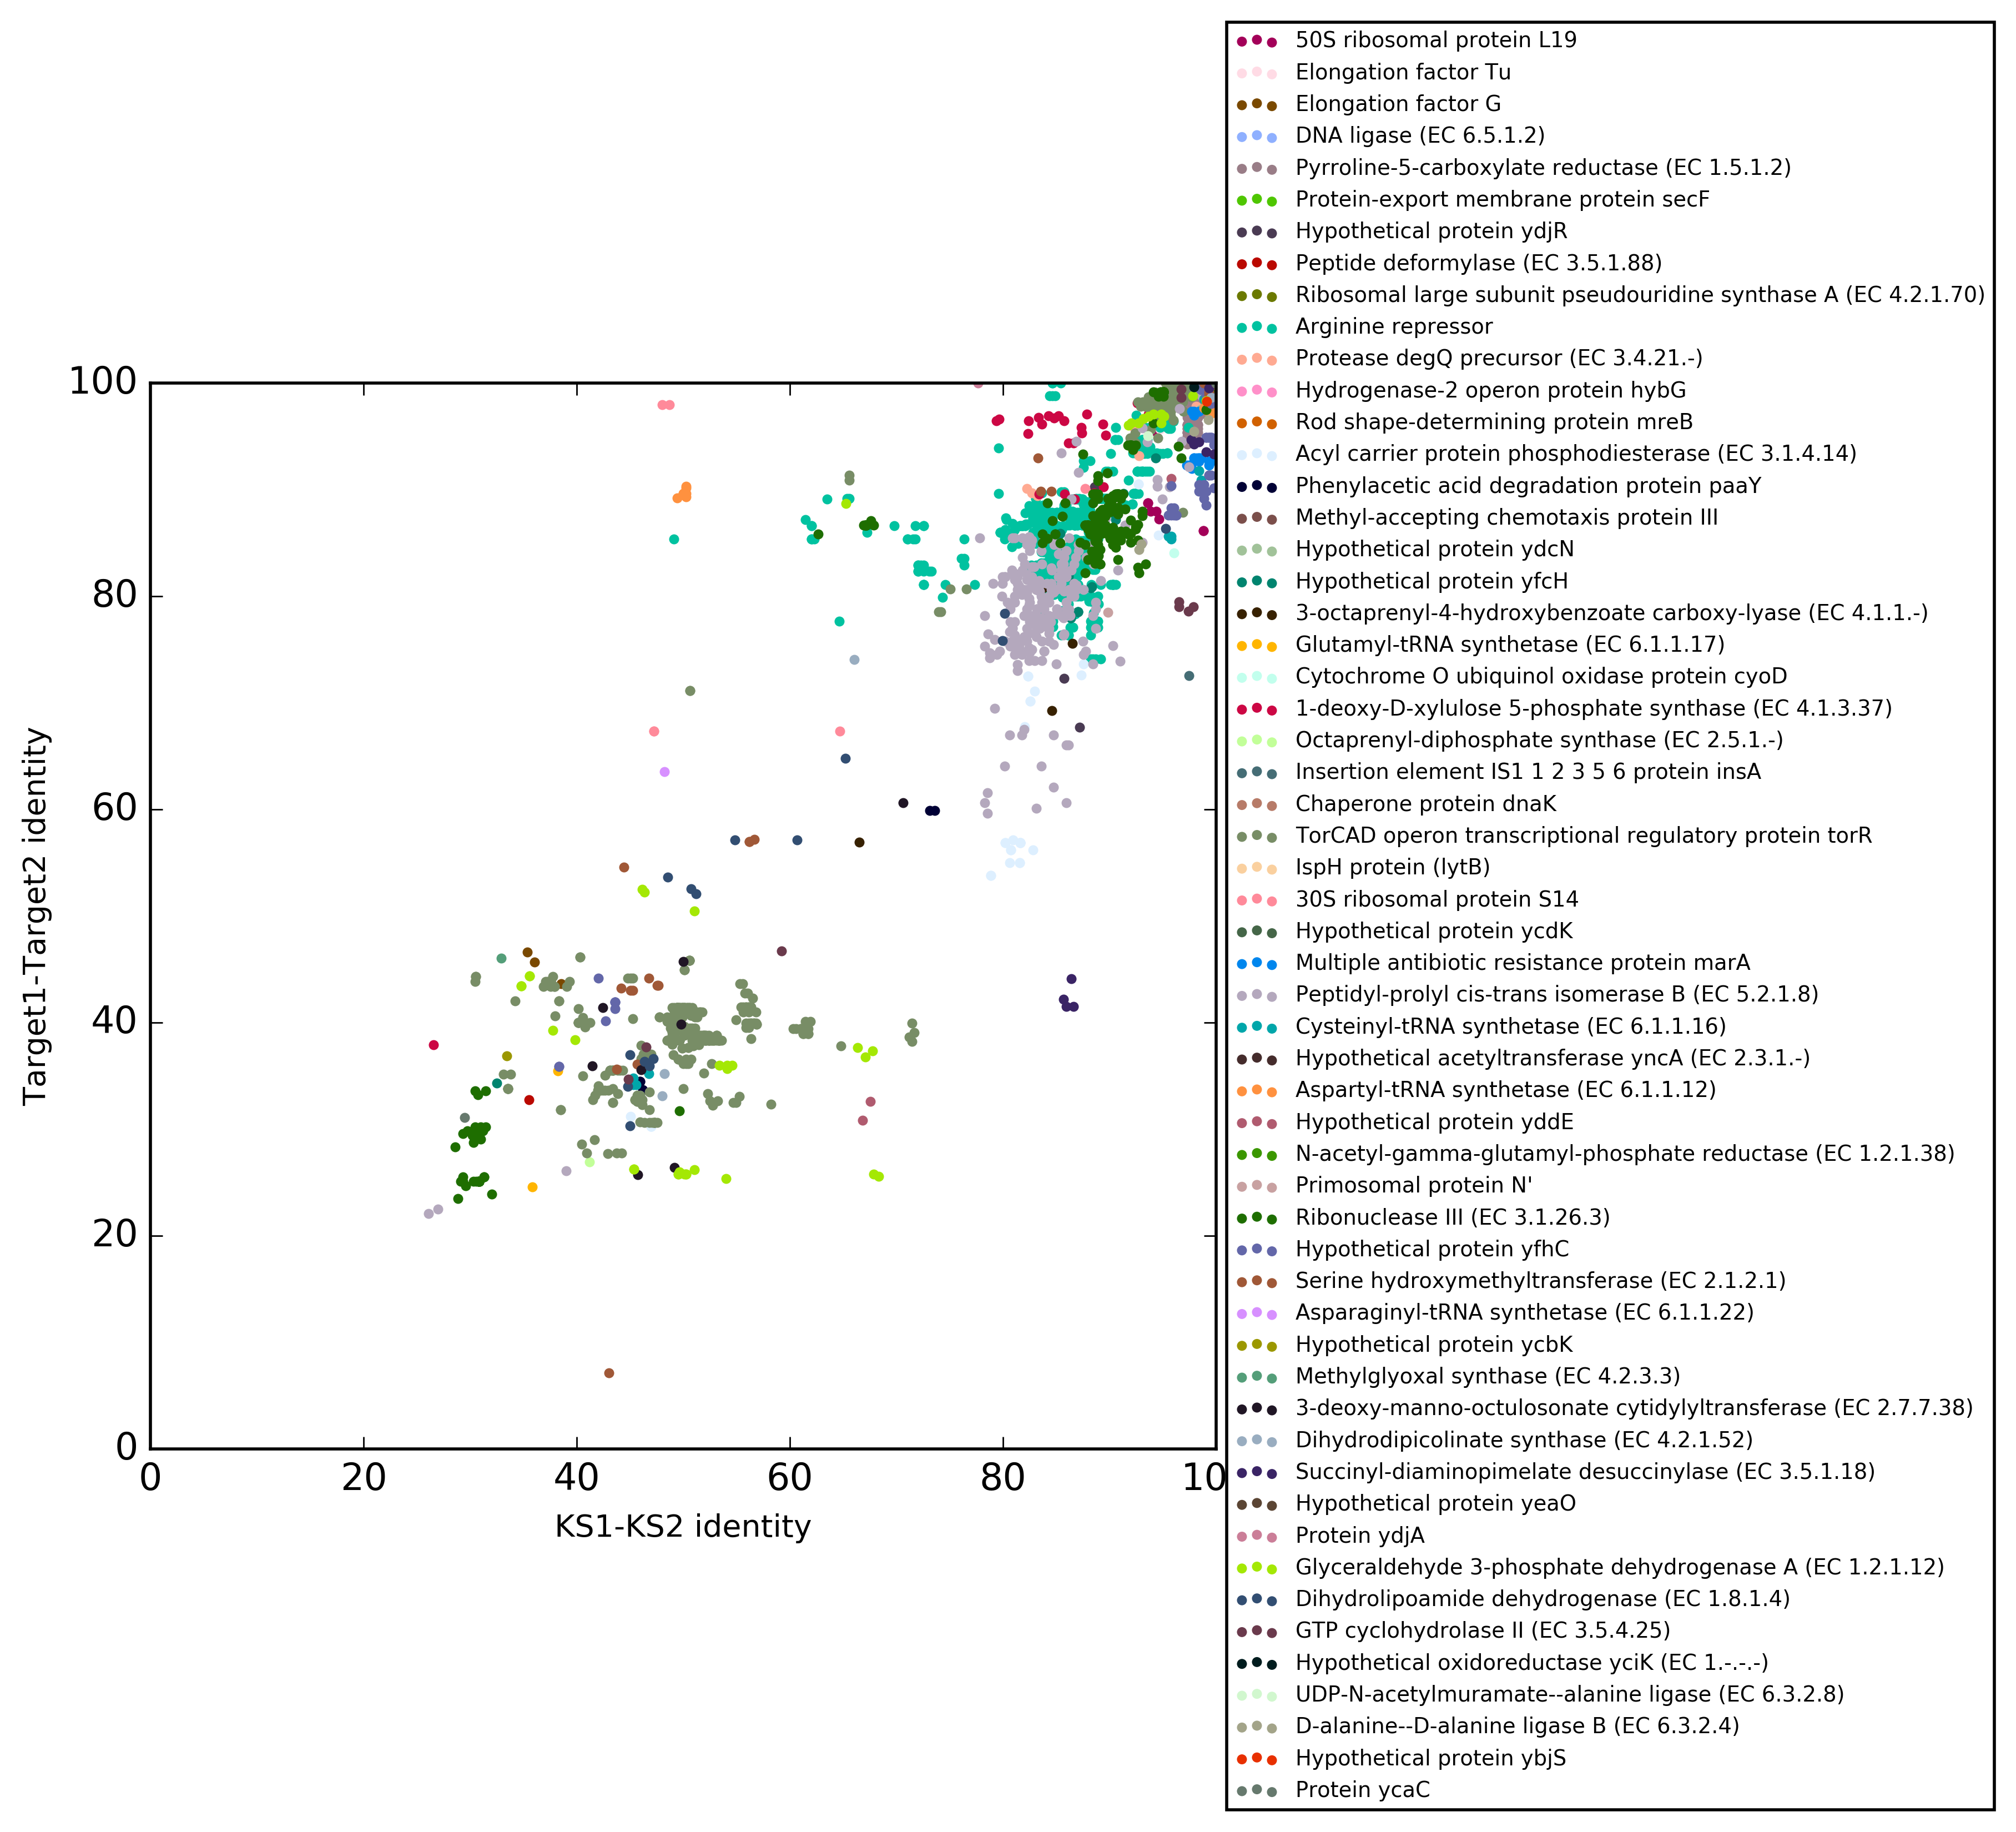 50S ribosomal protein L19
Elongation factor Tu
Elongation factor G
DNA ligase (EC 6.5.1.2)
Pyrroline-5-carboxylate reductase (EC 1.5.1.2)
Protein-export membrane protein secF
Hypothetical protein ydjR
Peptide deformylase (EC 3.5.1.88)
Ribosomal large subunit pseudouridine synthase A (EC 4.2.1.70)
Arginine repressor
Protease degQ precursor (EC 3.4.21.-)
Hydrogenase-2 operon protein hybG
Rod shape-determining protein mreB
Acyl carrier protein phosphodiesterase (EC 3.1.4.14)
Phenylacetic acid degradation protein paaY
Methyl-accepting chemotaxis protein III
Hypothetical protein ydcN
Hypothetical protein yfcH
3-octaprenyl-4-hydroxybenzoate carboxy-lyase (EC 4.1.1.-)
Glutamyl-tRNA synthetase (EC 6.1.1.17)
Cytochrome O ubiquinol oxidase protein cyoD
1-deoxy-D-xylulose 5-phosphate synthase (EC 4.1.3.37)
Octaprenyl-diphosphate synthase (EC 2.5.1.-)
Insertion element IS1 1 2 3 5 6 protein insA
Chaperone protein dnaK
TorCAD operon transcriptional regulatory protein torR
IspH protein (lytB)
30S ribosomal protein S14
Hypothetical protein ycdK
Multiple antibiotic resistance protein marA
Peptidyl-prolyl cis-trans isomerase B (EC 5.2.1.8)
Cysteinyl-tRNA synthetase (EC 6.1.1.16)
Hypothetical acetyltransferase yncA (EC 2.3.1.-)
Aspartyl-tRNA synthetase (EC 6.1.1.12)
Hypothetical protein yddE
N-acetyl-gamma-glutamyl-phosphate reductase (EC 1.2.1.38)
Primosomal protein N'
Ribonuclease III (EC 3.1.26.3)
Hypothetical protein yfhC
Serine hydroxymethyltransferase (EC 2.1.2.1)
Asparaginyl-tRNA synthetase (EC 6.1.1.22)
Hypothetical protein ycbK
Methylglyoxal synthase (EC 4.2.3.3)
3-deoxy-manno-octulosonate cytidylyltransferase (EC 2.7.7.38)
Dihydrodipicolinate synthase (EC 4.2.1.52)
Succinyl-diaminopimelate desuccinylase (EC 3.5.1.18)
Hypothetical protein yeaO
Protein ydjA
Glyceraldehyde 3-phosphate dehydrogenase A (EC 1.2.1.12)
Dihydrolipoamide dehydrogenase (EC 1.8.1.4)
GTP cyclohydrolase II (EC 3.5.4.25)
Hypothetical oxidoreductase yciK (EC 1.-.-.-)
UDP-N-acetylmuramate--alanine ligase (EC 6.3.2.8)
D-alanine--D-alanine ligase B (EC 6.3.2.4)
Hypothetical protein ybjS
Protein ycaC
100
80
60
40
20
0
Target1-Target2 identity
0 20 40 60 80 10
KS1-KS2 identity